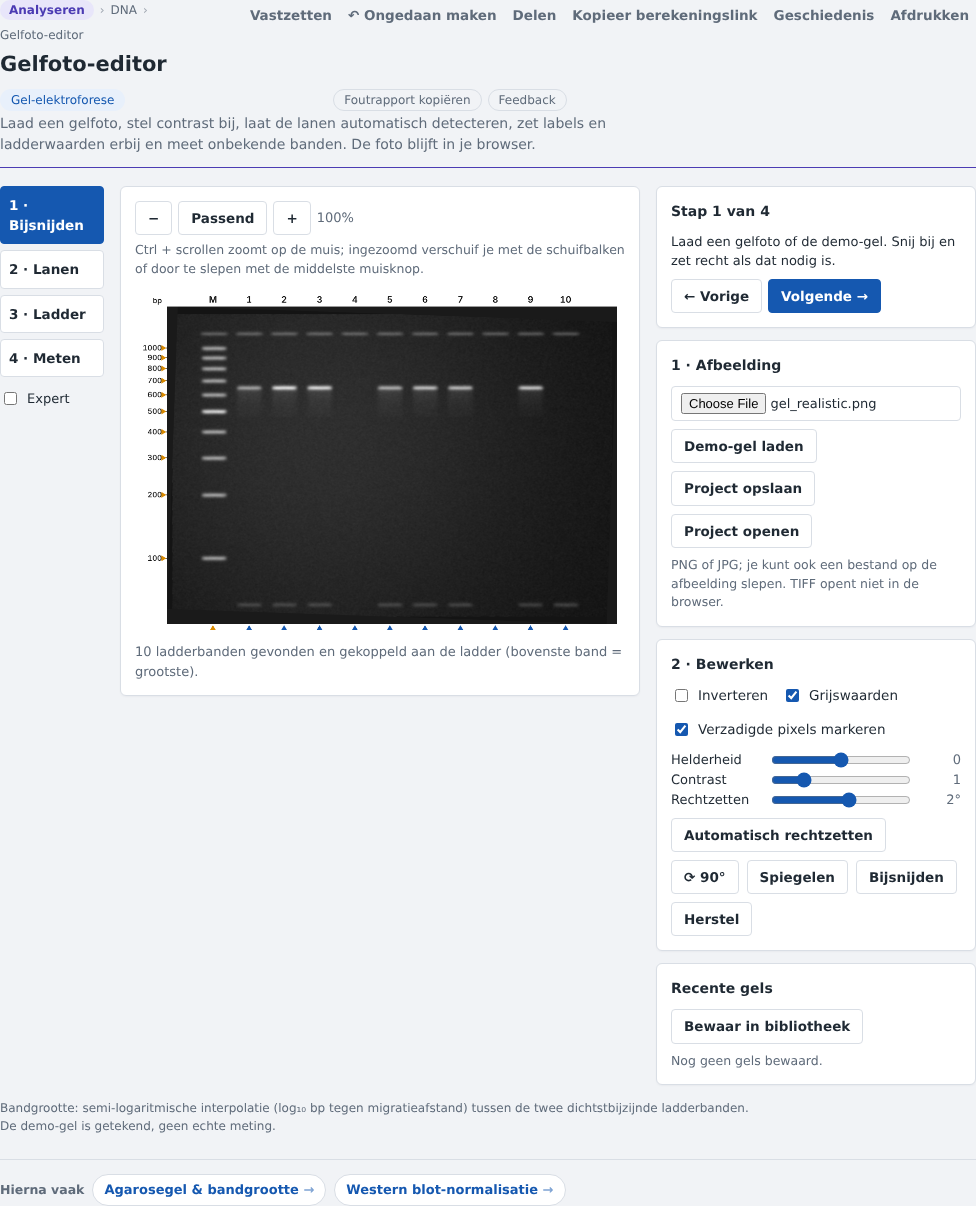 Analyseren › DNA ›
Gelfoto-editor
Vastzetten ↶ Ongedaan maken Delen Kopieer berekeningslink Geschiedenis Afdrukken
Gelfoto-editor
Gel-elektroforese
Foutrapport kopiëren Feedback
Laad een gelfoto, stel contrast bij, laat de lanen automatisch detecteren, zet labels en
ladderwaarden erbij en meet onbekende banden. De foto blijft in je browser.
1 ·
Bijsnijden
2 · Lanen
3 · Ladder
4 · Meten
Expert
− Passend + 100%
Ctrl + scrollen zoomt op de muis; ingezoomd verschuif je met de schuifbalken
of door te slepen met de middelste muisknop.
bp M 1 2 3 4 5 6 7 8 9 10
1000
900
800
700
600
500
400
300
200
100
10 ladderbanden gevonden en gekoppeld aan de ladder (bovenste band =
grootste).
Stap 1 van 4
Laad een gelfoto of de demo-gel. Snij bij en
zet recht als dat nodig is.
← Vorige Volgende →
1 · Afbeelding
Choose File gel_realistic.png
Demo-gel laden
Project opslaan
Project openen
PNG of JPG; je kunt ook een bestand op de
afbeelding slepen. TIFF opent niet in de
browser.
2 · Bewerken
Inverteren Grijswaarden
Verzadigde pixels markeren
Helderheid 0
Contrast 1
Rechtzetten 2°
Automatisch rechtzetten
⟳ 90° Spiegelen Bijsnijden
Herstel
Recente gels
Bewaar in bibliotheek
Nog geen gels bewaard.
Bandgrootte: semi-logaritmische interpolatie (log₁₀ bp tegen migratieafstand) tussen de twee dichtstbijzijnde ladderbanden.
De demo-gel is getekend, geen echte meting.
Hierna vaak Agarosegel & bandgrootte → Western blot-normalisatie →